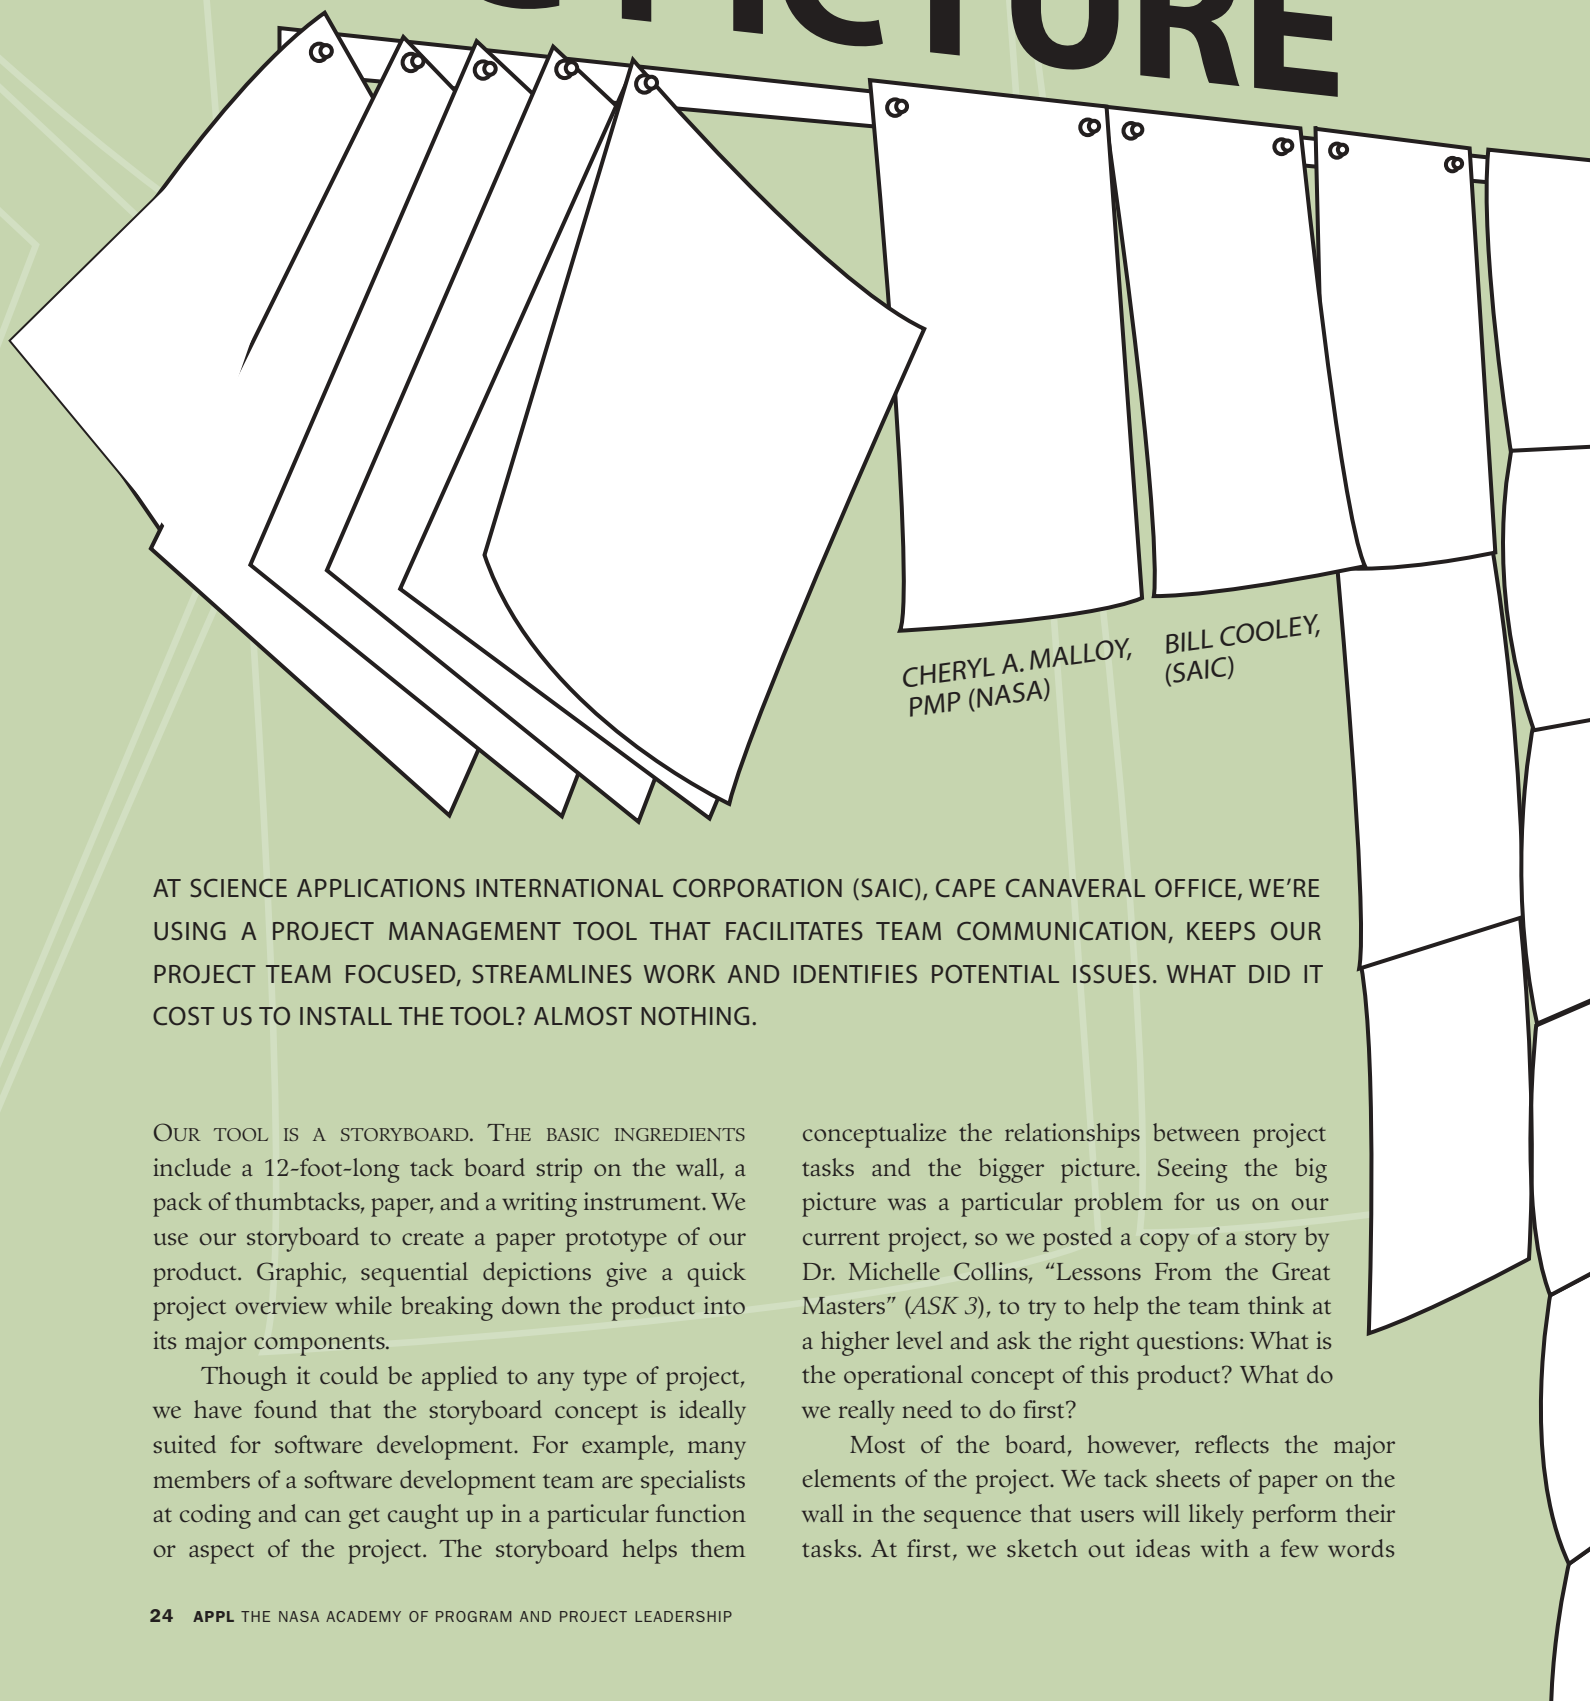 PICTURE
CHERYL A. MALLOY,
PMP (NASA)
BILL COOLEY,
(SAIC)
AT SCIENCE APPLICATIONS INTERNATIONAL CORPORATION (SAIC), CAPE CANAVERAL OFFICE, WE’RE
USING A PROJECT MANAGEMENT TOOL THAT FACILITATES TEAM COMMUNICATION, KEEPS OUR
PROJECT TEAM FOCUSED, STREAMLINES WORK AND IDENTIFIES POTENTIAL ISSUES. WHAT DID IT
COST US TO INSTALL THE TOOL? ALMOST NOTHING.
OUR TOOL IS A STORYBOARD. THE BASIC INGREDIENTS
include a 12-foot-long tack board strip on the wall, a
pack of thumbtacks, paper, and a writing instrument. We
use our storyboard to create a paper prototype of our
product. Graphic, sequential depictions give a quick
project overview while breaking down the product into
its major components.
Though it could be applied to any type of project,
we have found that the storyboard concept is ideally
suited for software development. For example, many
members of a software development team are specialists
at coding and can get caught up in a particular function
or aspect of the project. The storyboard helps them
conceptualize the relationships between project
tasks and the bigger picture. Seeing the big
picture was a particular problem for us on our
current project, so we posted a copy of a story by
Dr. Michelle Collins, “Lessons From the Great
Masters” (ASK 3), to try to help the team think at
a higher level and ask the right questions: What is
the operational concept of this product? What do
we really need to do first?
Most of the board, however, reflects the major
elements of the project. We tack sheets of paper on the
wall in the sequence that users will likely perform their
tasks. At first, we sketch out ideas with a few words
24 APPL THE NASA ACADEMY OF PROGRAM AND PROJECT LEADERSHIP